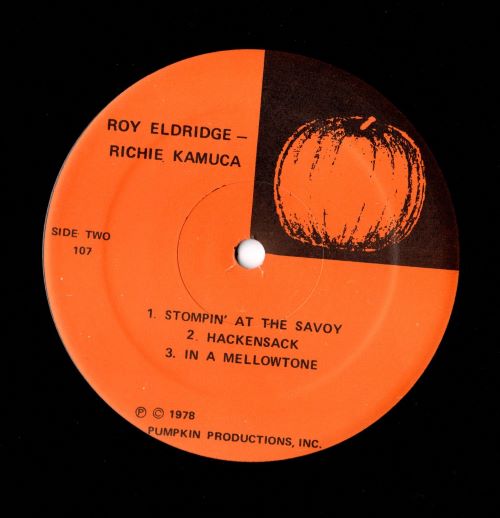 ROY ELDRIDGE —
RICHIE KAMUCA
SIDE TWO
107
1. STOMPIN' AT THE SAVOY
2. HACKENSACK
3. IN A MELLOWTONE
℗ © 1978
PUMPKIN PRODUCTIONS, INC.